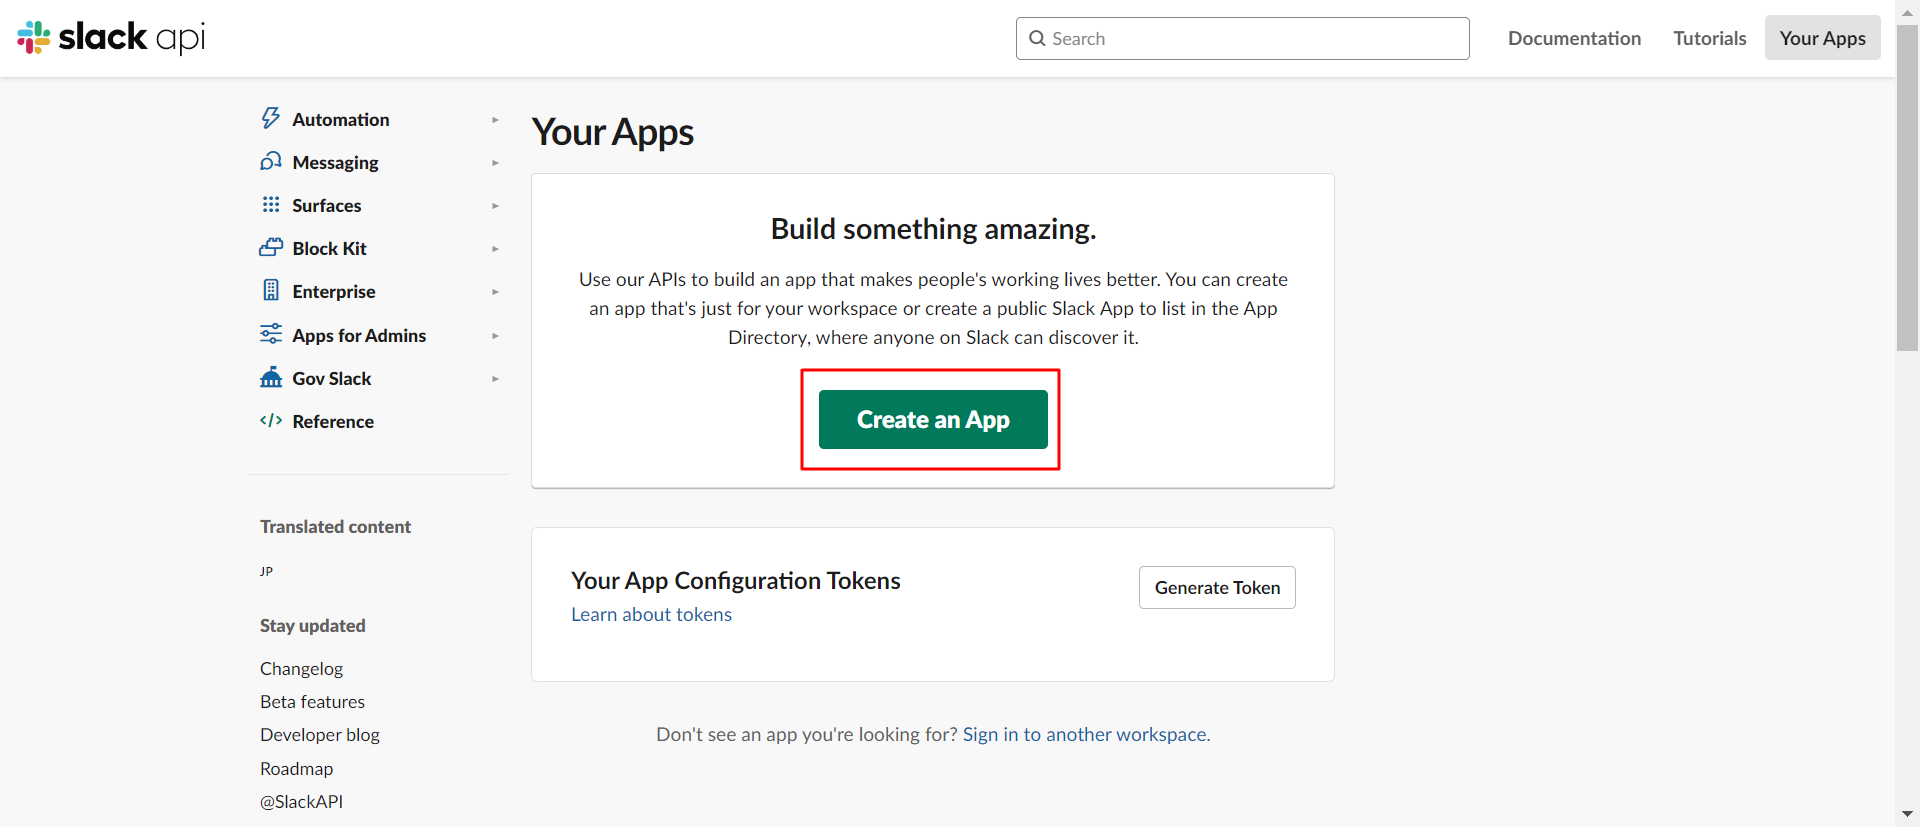 slack api
Search
Documentation
Tutorials
Your Apps
Automation
Messaging
Surfaces
Block Kit
Enterprise
Apps for Admins
Gov Slack
Reference
Translated content
JP
Stay updated
Changelog
Beta features
Developer blog
Roadmap
@SlackAPI
Your Apps
Build something amazing.
Use our APIs to build an app that makes people's working lives better. You can create
an app that's just for your workspace or create a public Slack App to list in the App
Directory, where anyone on Slack can discover it.
Create an App
Your App Configuration Tokens
Learn about tokens
Generate Token
Don't see an app you're looking for? Sign in to another workspace.